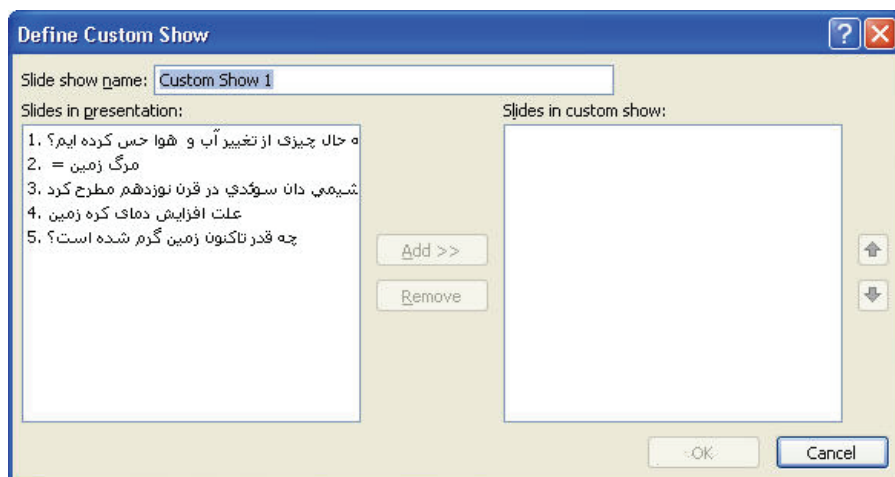 Define Custom Show
Slide show name: Custom Show 1
Slides in presentation:
Slides in custom show:
1. ه حال چیزی از تغییر آب و هوا حس کرده ایم؟
2. مرگ زمین =
3. شیمي دان سوئدي در قرن نوزدهم مطرح کرد
4. علت افزایش دمای کره زمین
5. چه قدر تاکنون زمین گرم شده است؟
Add >>
Remove
OK
Cancel